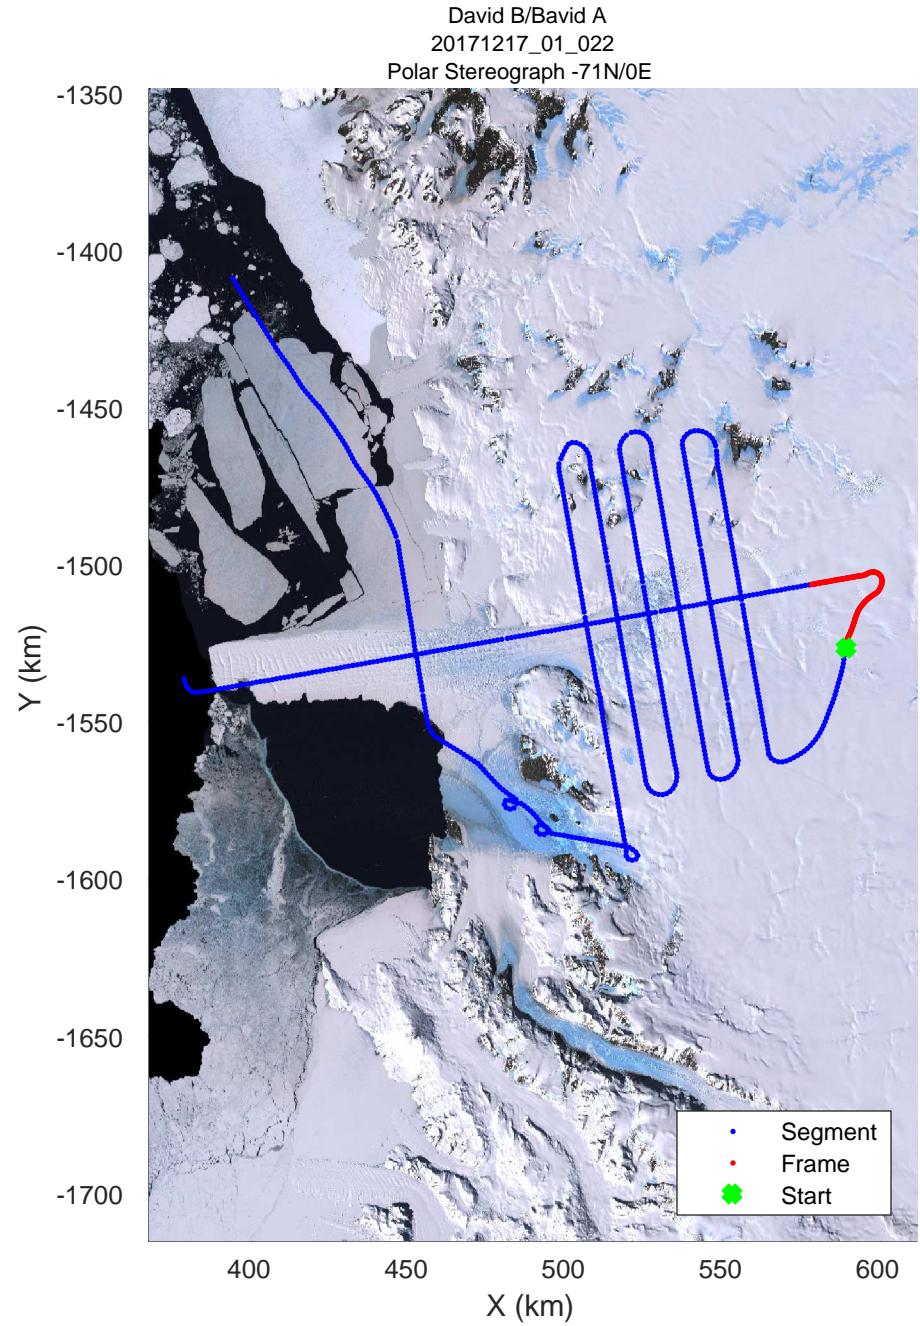 David B/Bavid A
20171217_01_022
Polar Stereograph -71N/0E
-1350
-1400
-1450
-1500
-1550
-1600
-1650
-1700
Y (km)
400 450 500 550 600
X (km)
Segment
Frame
Start